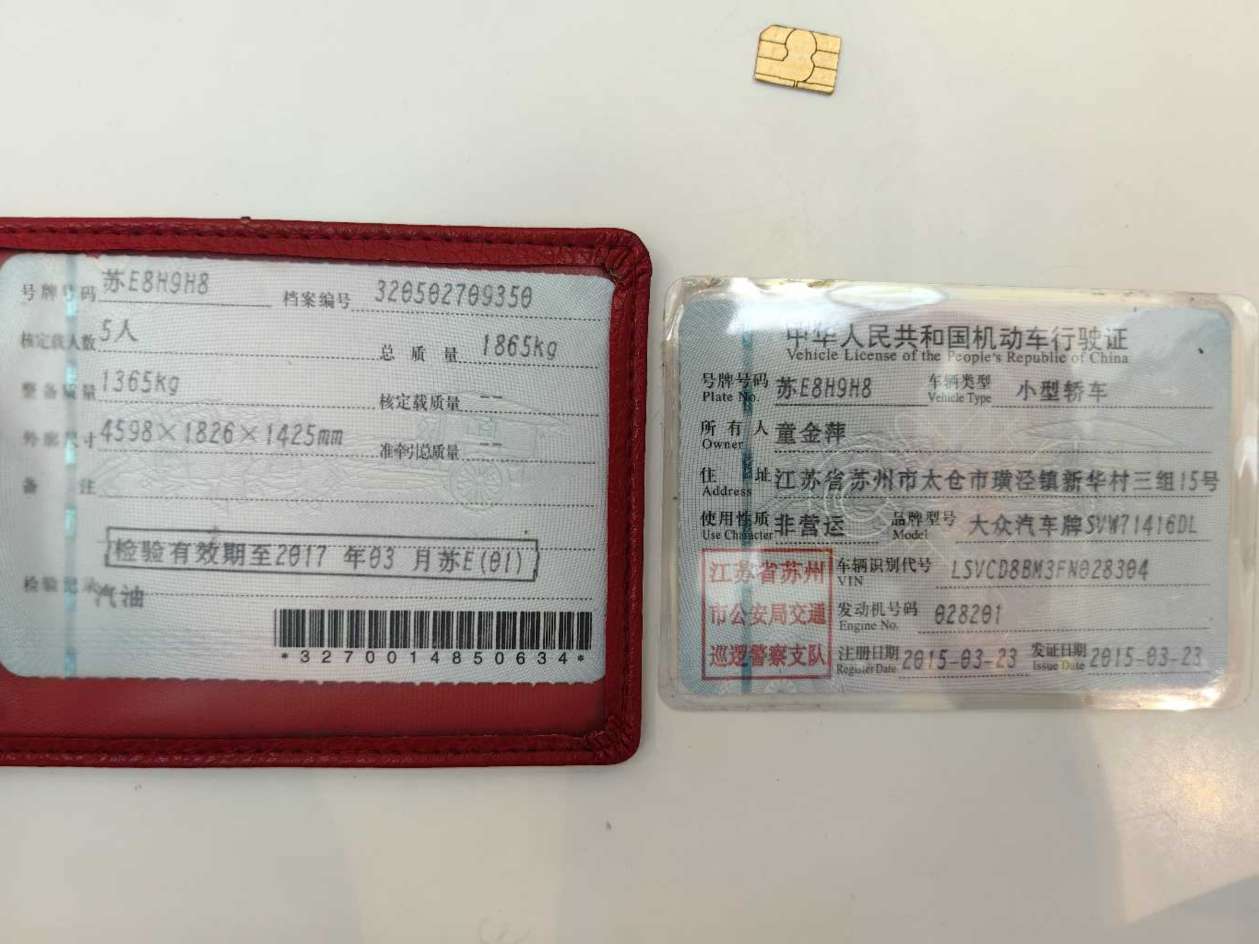 号牌号码 苏E8H9H8 档案编号 320502709350
核定载人数 5人 总质量 1865kg
整备质量 1365kg 核定载质量 --
外廓尺寸 4598×1826×1425mm 准牵引总质量 --
备注
检验有效期至2017 年03 月苏E(01)
检验记录 汽油
*3270014850634*
中华人民共和国机动车行驶证
Vehicle License of the People's Republic of China
号牌号码 苏E8H9H8 车辆类型 小型轿车
Plate No. Vehicle Type
所有人 童金萍
Owner
住址 江苏省苏州市太仓市璜泾镇新华村三组15号
Address
使用性质 非营运 品牌型号 大众汽车牌SVW71416DL
Use Character Model
江苏省苏州
市公安局交通
巡逻警察支队
车辆识别代号 LSVCD8BM3FN028304
VIN
发动机号码 028201
Engine No.
注册日期 2015-03-23 发证日期 2015-03-23
Register Date Issue Date